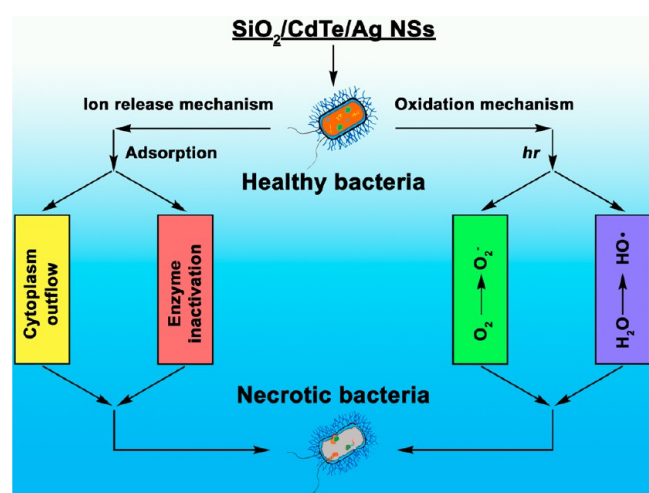 SiO₂/CdTe/Ag NSs
Ion release mechanism
Oxidation mechanism
Adsorption
hr
Healthy bacteria
Cytoplasm
outflow
Enzyme
inactivation
O₂ → O₂⁻
H₂O → HO•
Necrotic bacteria